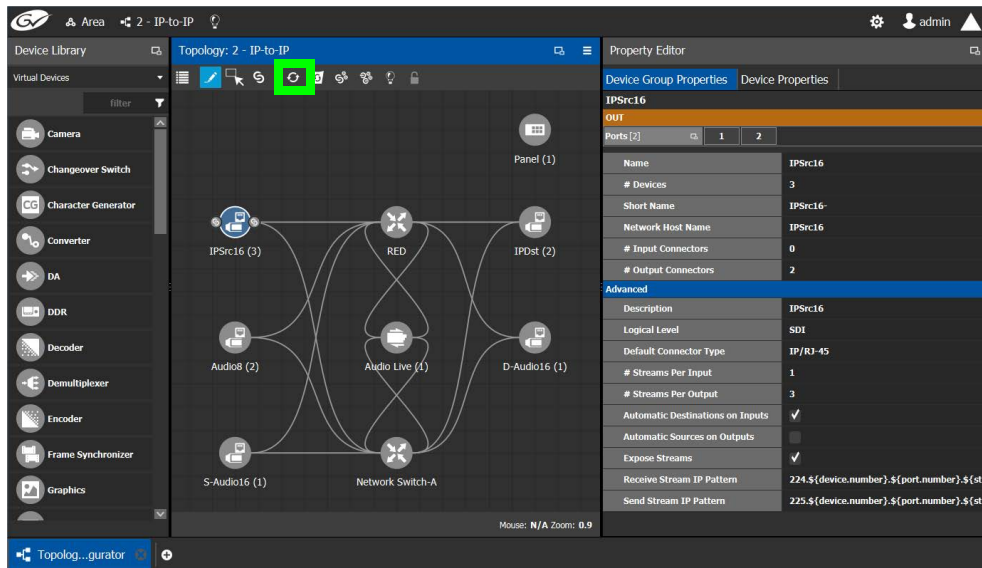 GV Area 2 - IP-to-IP admin
Device Library
Virtual Devices
filter
Camera
Changeover Switch
CG Character Generator
Converter
DA
DDR
Decoder
Demultiplexer
Encoder
Frame Synchronizer
Graphics
Topology: 2 - IP-to-IP
Panel (1)
IPSrc16 (3)
RED
IPDst (2)
Audio8 (2)
Audio Live (1)
D-Audio16 (1)
S-Audio16 (1)
Network Switch-A
Mouse: N/A Zoom: 0.9
Property Editor
Device Group Properties Device Properties
IPSrc16
OUT
Ports [2] 1 2
Name IPSrc16
# Devices 3
Short Name IPSrc16-
Network Host Name IPSrc16
# Input Connectors 0
# Output Connectors 2
Advanced
Description IPSrc16
Logical Level SDI
Default Connector Type IP/RJ-45
# Streams Per Input 1
# Streams Per Output 3
Automatic Destinations on Inputs
Automatic Sources on Outputs
Expose Streams
Receive Stream IP Pattern 224.${device.number}.${port.number}.${st
Send Stream IP Pattern 225.${device.number}.${port.number}.${st
Topolog...gurator